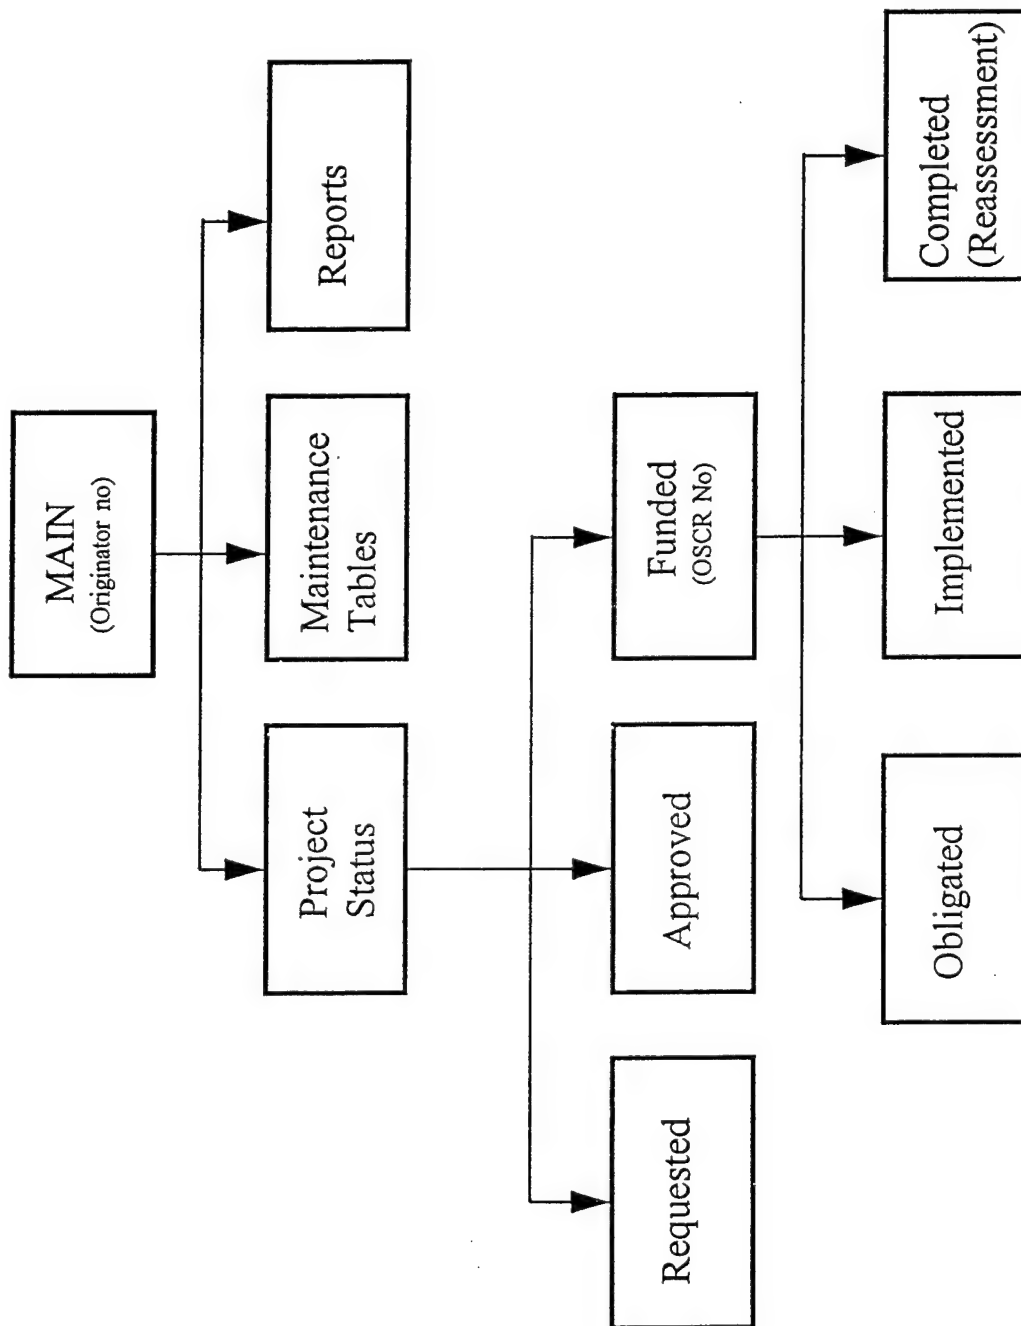 MAIN
(Originator no)
Project
Status
Maintenance
Tables
Reports
Requested
Approved
Funded
(OSCR No)
Obligated
Implemented
Completed
(Reassessment)